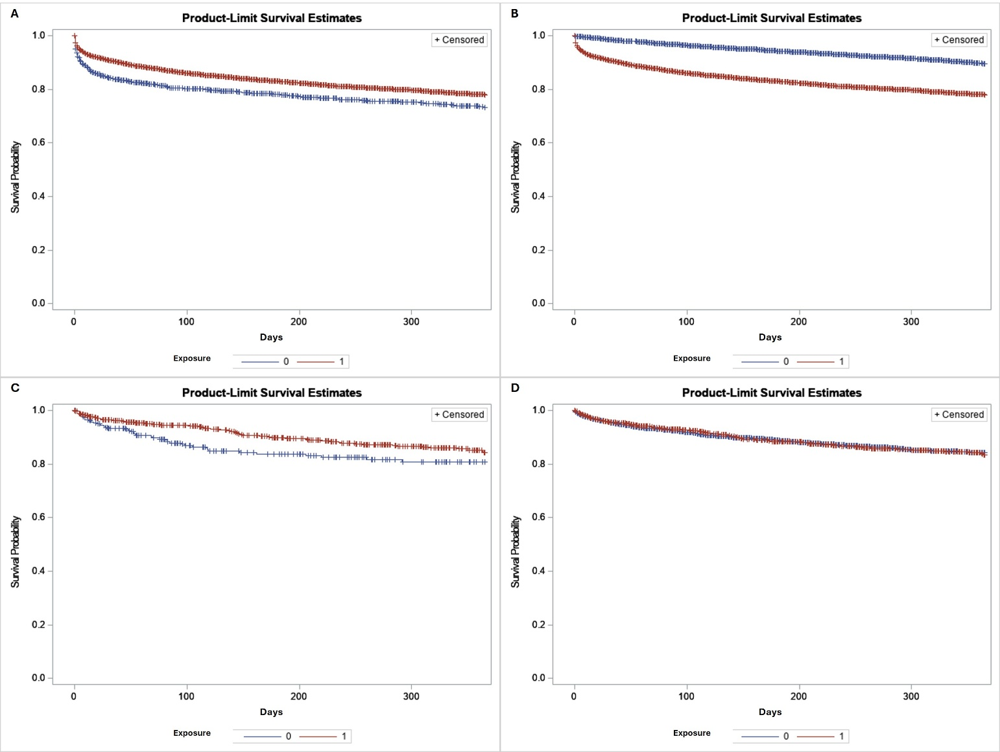 A
Product-Limit Survival Estimates
+ Censored
1.0
0.8
0.6
0.4
0.2
0.0
Survival Probability
0 100 200 300
Days
Exposure 0 1
B
Product-Limit Survival Estimates
+ Censored
1.0
0.8
0.6
0.4
0.2
0.0
Survival Probability
0 100 200 300
Days
Exposure 0 1
C
Product-Limit Survival Estimates
+ Censored
1.0
0.8
0.6
0.4
0.2
0.0
Survival Probability
0 100 200 300
Days
Exposure 0 1
D
Product-Limit Survival Estimates
+ Censored
1.0
0.8
0.6
0.4
0.2
0.0
Survival Probability
0 100 200 300
Days
Exposure 0 1